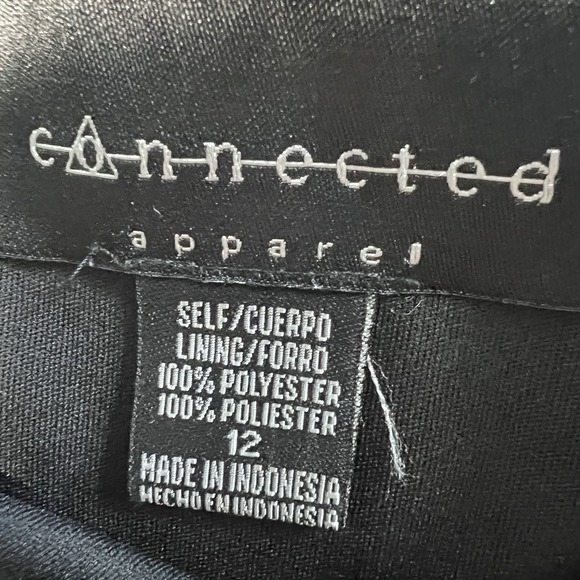 connected
apparel
SELF/CUERPO
LINING/FORRO
100% POLYESTER
100% POLIESTER
12
MADE IN INDONESIA
HECHO EN INDONESIA